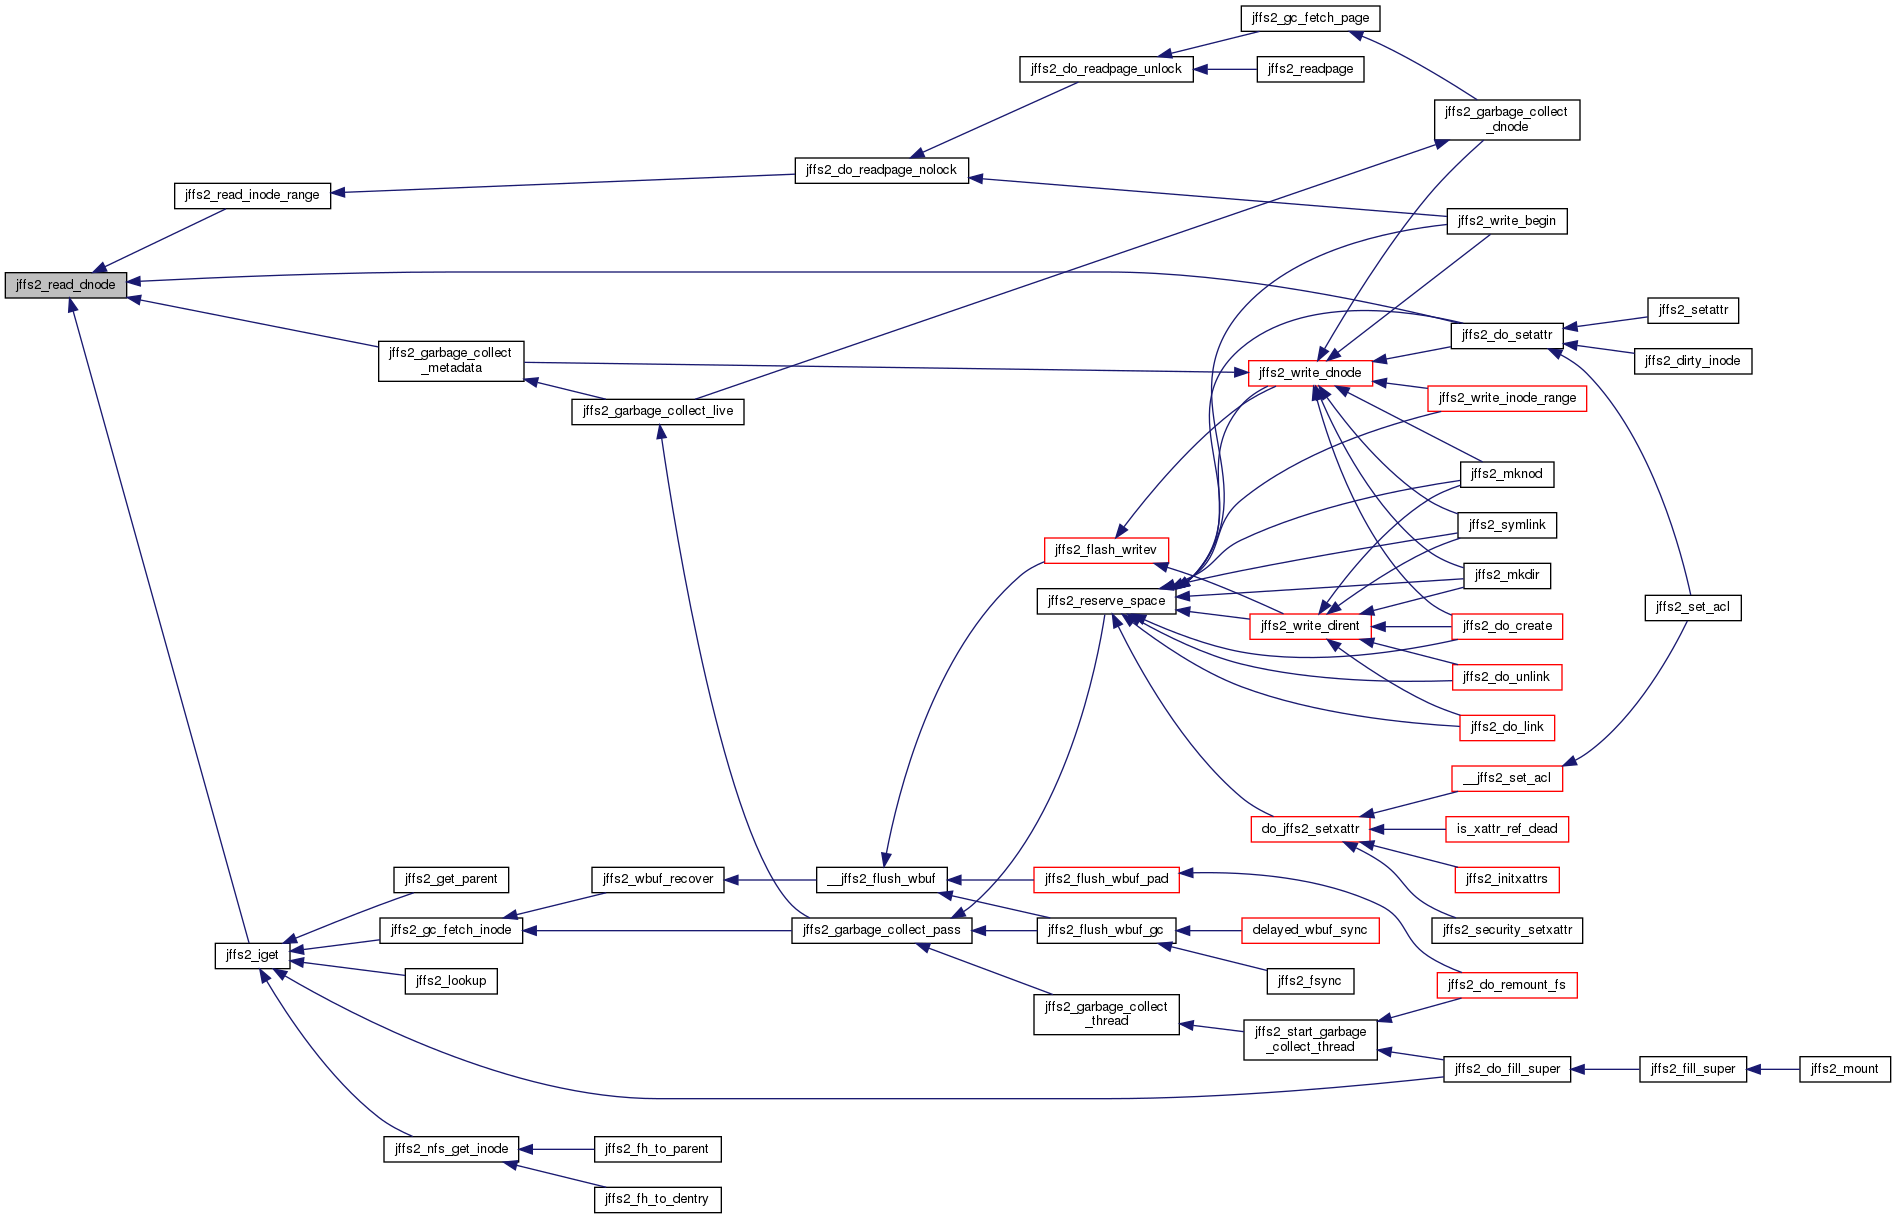 jffs2_gc_fetch_page
jffs2_do_readpage_unlock
jffs2_readpage
jffs2_garbage_collect
_dnode
jffs2_do_readpage_nolock
jffs2_read_inode_range
jffs2_write_begin
jffs2_read_dnode
jffs2_setattr
jffs2_do_setattr
jffs2_garbage_collect
_metadata
jffs2_dirty_inode
jffs2_write_dnode
jffs2_write_inode_range
jffs2_garbage_collect_live
jffs2_mknod
jffs2_symlink
jffs2_flash_writev
jffs2_mkdir
jffs2_reserve_space
jffs2_set_acl
jffs2_write_dirent
jffs2_do_create
jffs2_do_unlink
jffs2_do_link
__jffs2_set_acl
do_jffs2_setxattr
is_xattr_ref_dead
jffs2_get_parent
jffs2_wbuf_recover
__jffs2_flush_wbuf
jffs2_flush_wbuf_pad
jffs2_initxattrs
jffs2_gc_fetch_inode
jffs2_garbage_collect_pass
jffs2_flush_wbuf_gc
delayed_wbuf_sync
jffs2_security_setxattr
jffs2_iget
jffs2_lookup
jffs2_fsync
jffs2_do_remount_fs
jffs2_garbage_collect
_thread
jffs2_start_garbage
_collect_thread
jffs2_do_fill_super
jffs2_fill_super
jffs2_mount
jffs2_nfs_get_inode
jffs2_fh_to_parent
jffs2_fh_to_dentry